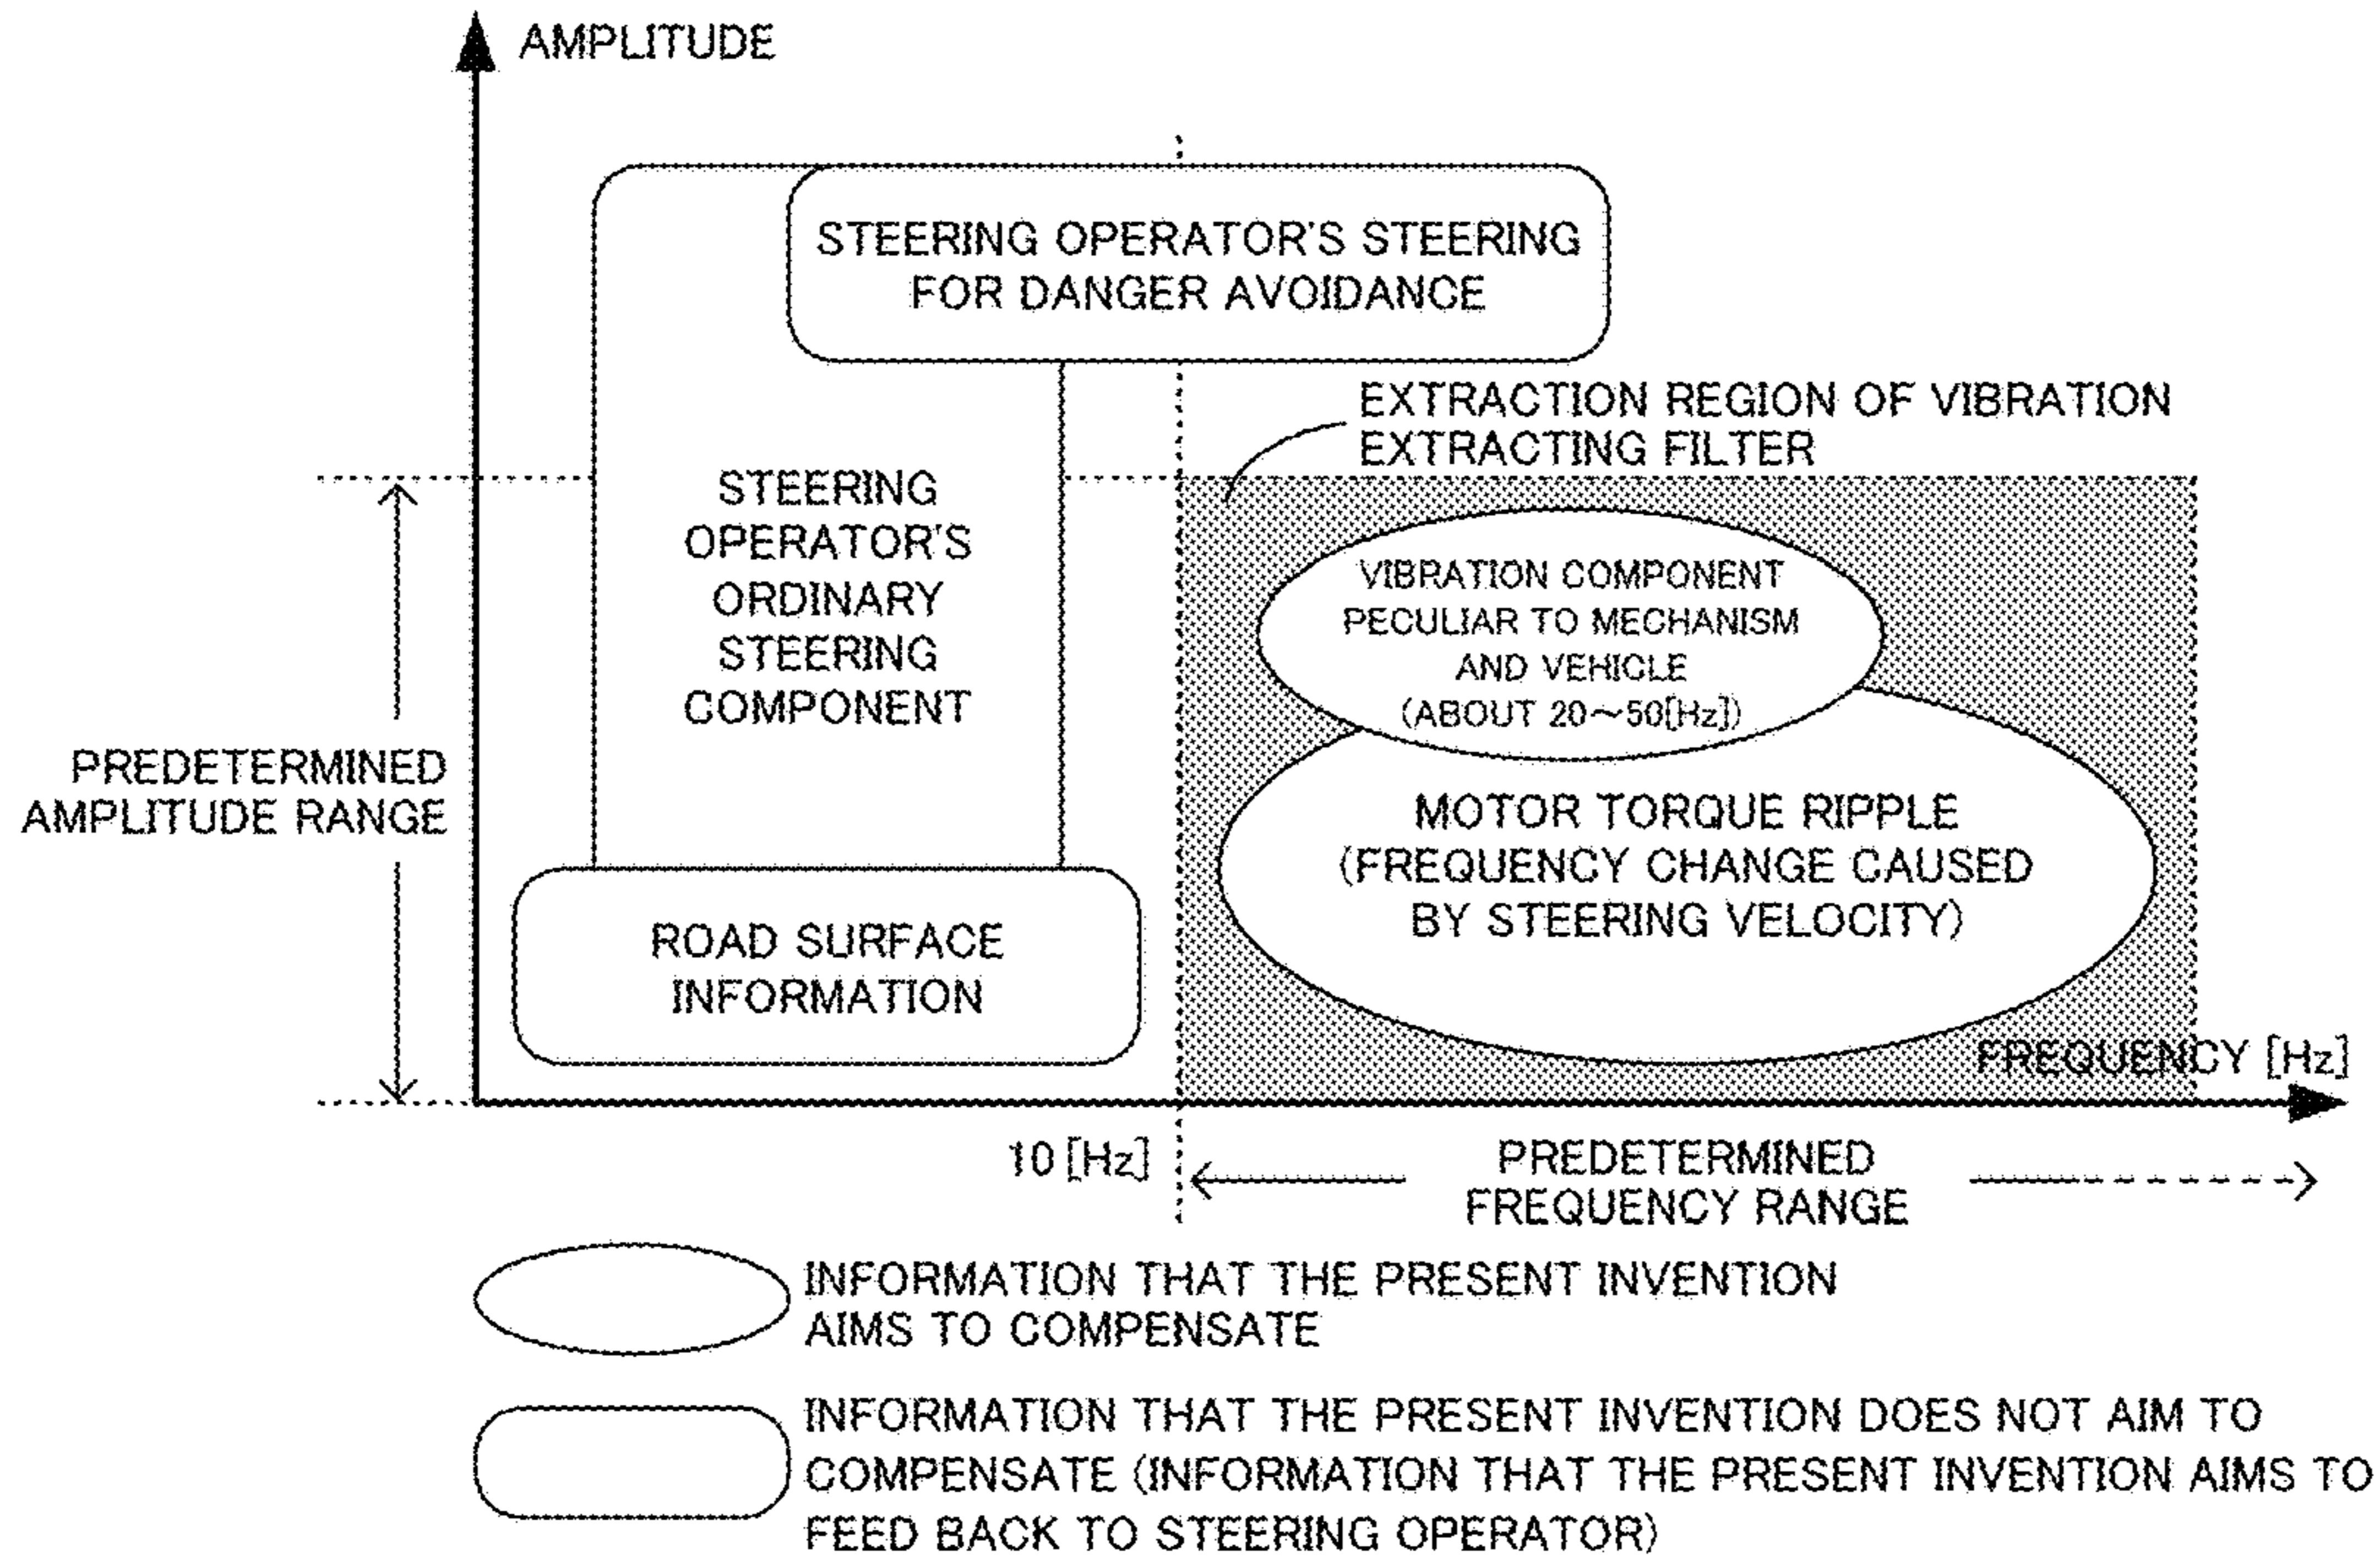 AMPLITUDE
STEERING OPERATOR'S STEERING
FOR DANGER AVOIDANCE
EXTRACTION REGION OF VIBRATION
EXTRACTING FILTER
STEERING
OPERATOR'S
ORDINARY
STEERING
COMPONENT
VIBRATION COMPONENT
PECULIAR TO MECHANISM
AND VEHICLE
(ABOUT 20～50[Hz])
PREDETERMINED
AMPLITUDE RANGE
MOTOR TORQUE RIPPLE
(FREQUENCY CHANGE CAUSED
BY STEERING VELOCITY)
ROAD SURFACE
INFORMATION
FREQUENCY [Hz]
10 [Hz]
PREDETERMINED
FREQUENCY RANGE
INFORMATION THAT THE PRESENT INVENTION
AIMS TO COMPENSATE
INFORMATION THAT THE PRESENT INVENTION DOES NOT AIM TO
COMPENSATE (INFORMATION THAT THE PRESENT INVENTION AIMS TO
FEED BACK TO STEERING OPERATOR)